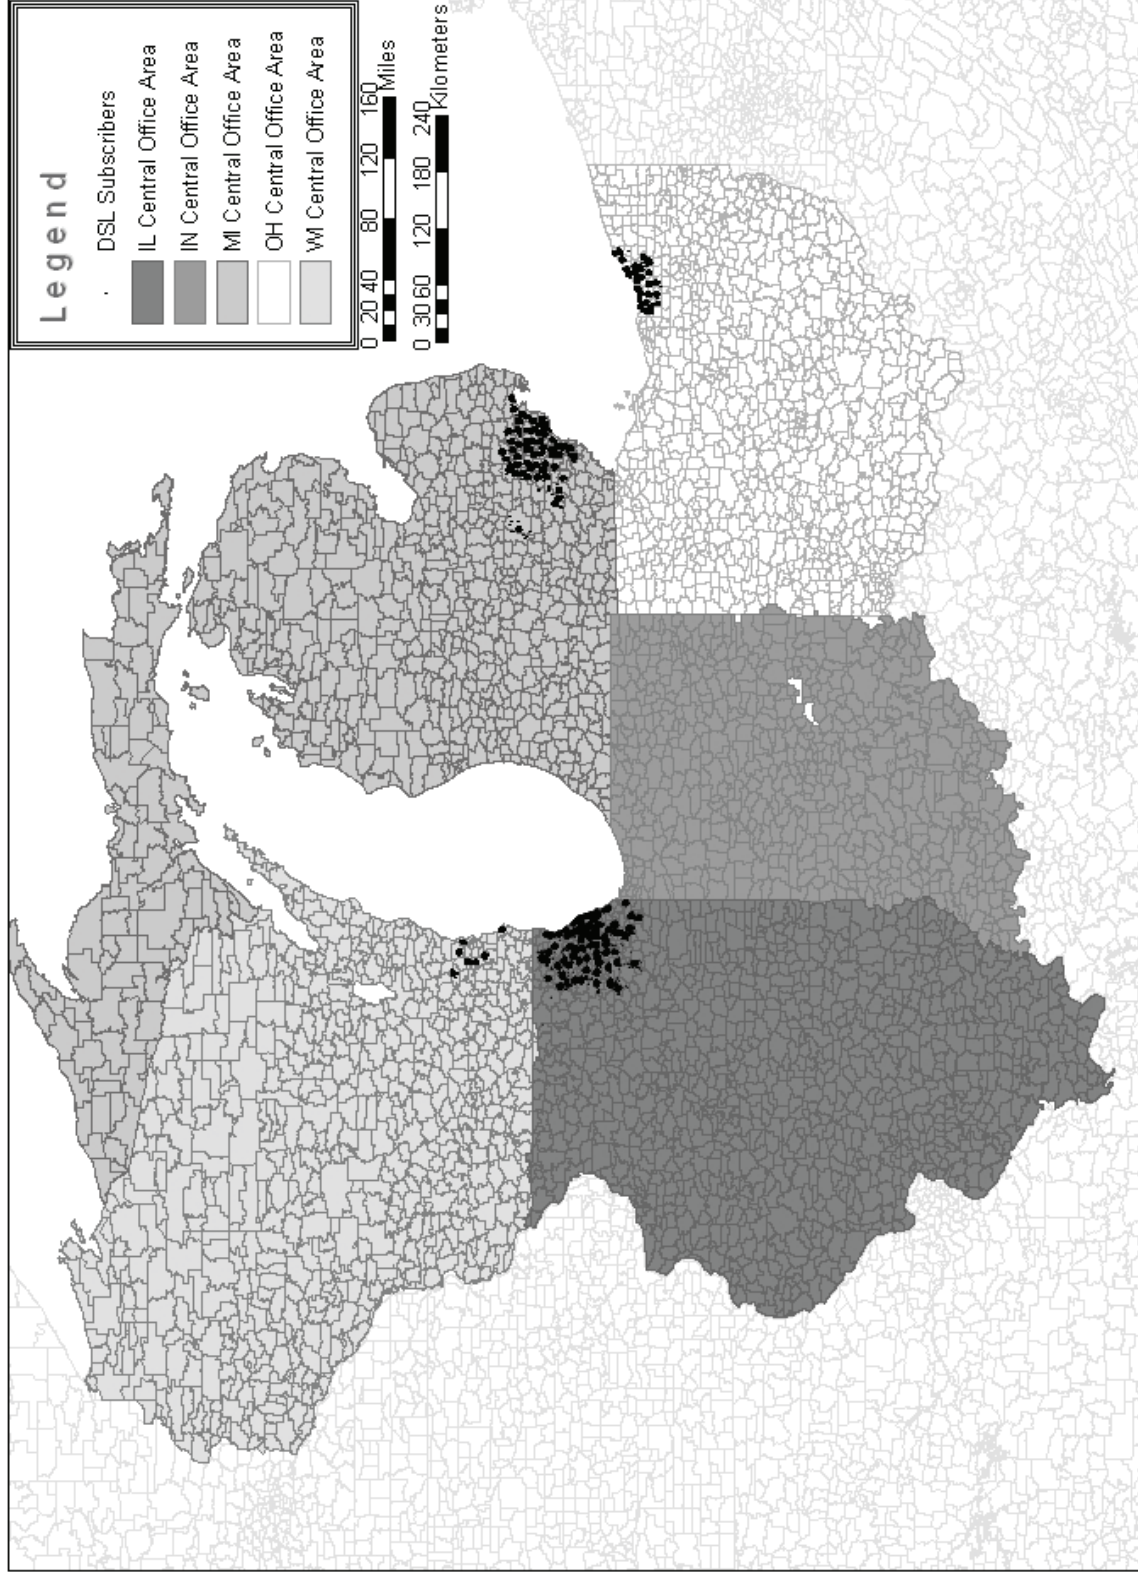 Legend
DSL Subscribers
IL Central Office Area
IN Central Office Area
MI Central Office Area
OH Central Office Area
WI Central Office Area
0 20 40 80 120 160
Miles
0 30 60 120 180 240
Kilometers